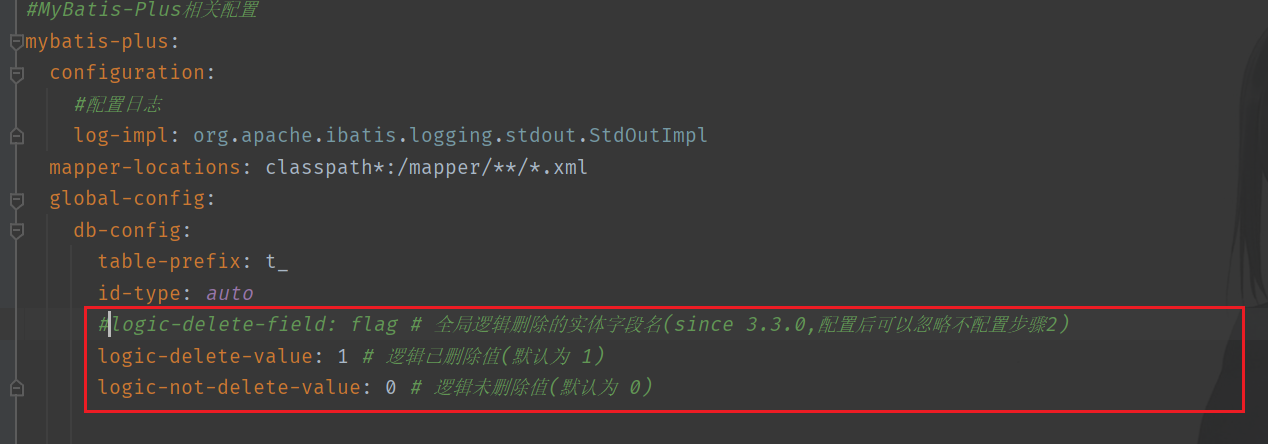 #MyBatis-Plus相关配置
mybatis-plus:
configuration:
#配置日志
log-impl: org.apache.ibatis.logging.stdout.StdOutImpl
mapper-locations: classpath*:/mapper/**/*.xml
global-config:
db-config:
table-prefix: t_
id-type: auto
#logic-delete-field: flag # 全局逻辑删除的实体字段名(since 3.3.0,配置后可以忽略不配置步骤2)
logic-delete-value: 1 # 逻辑已删除值(默认为 1)
logic-not-delete-value: 0 # 逻辑未删除值(默认为 0)